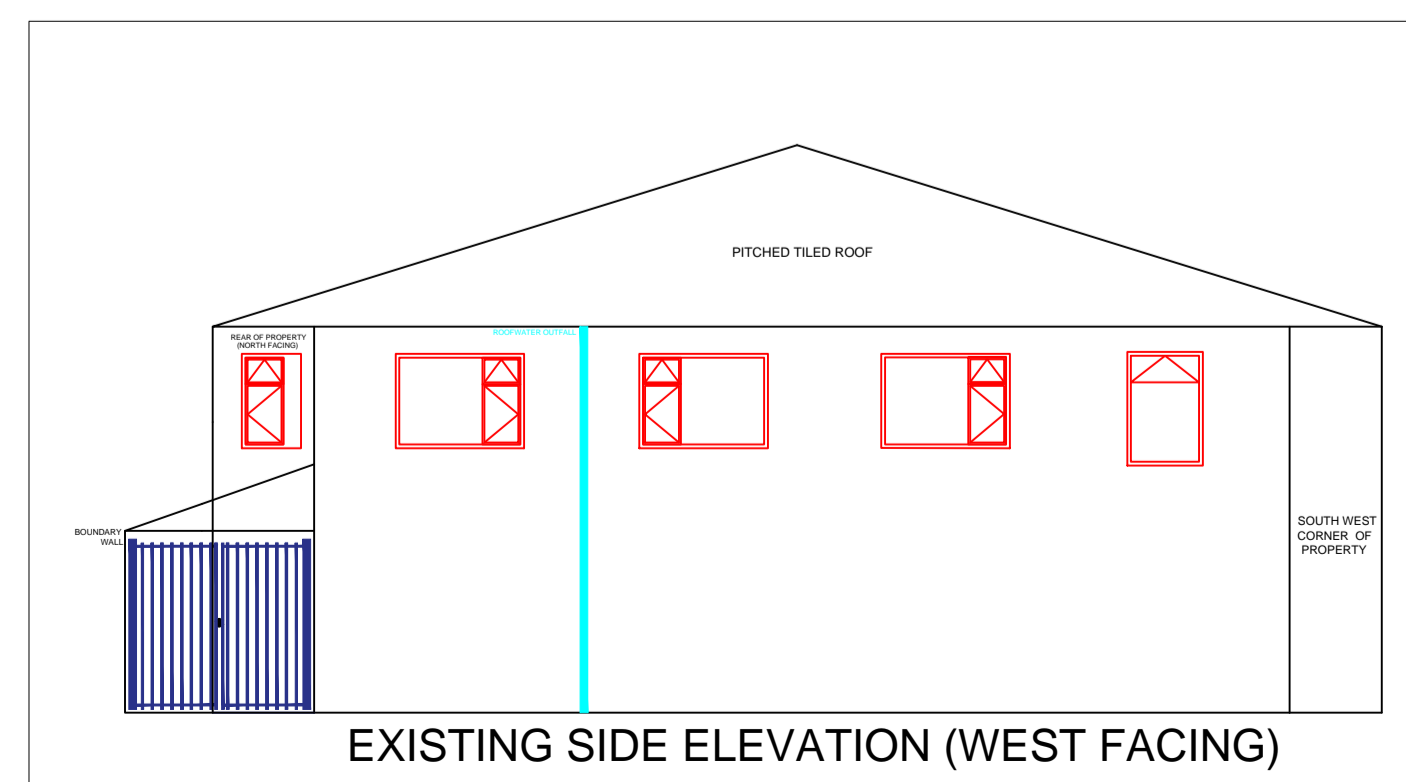 PITCHED TILED ROOF
REAR OF PROPERTY
(NORTH FACING)
ROOFWATER OUTFALL
BOUNDARY
WALL
SOUTH WEST
CORNER OF
PROPERTY
EXISTING SIDE ELEVATION (WEST FACING)